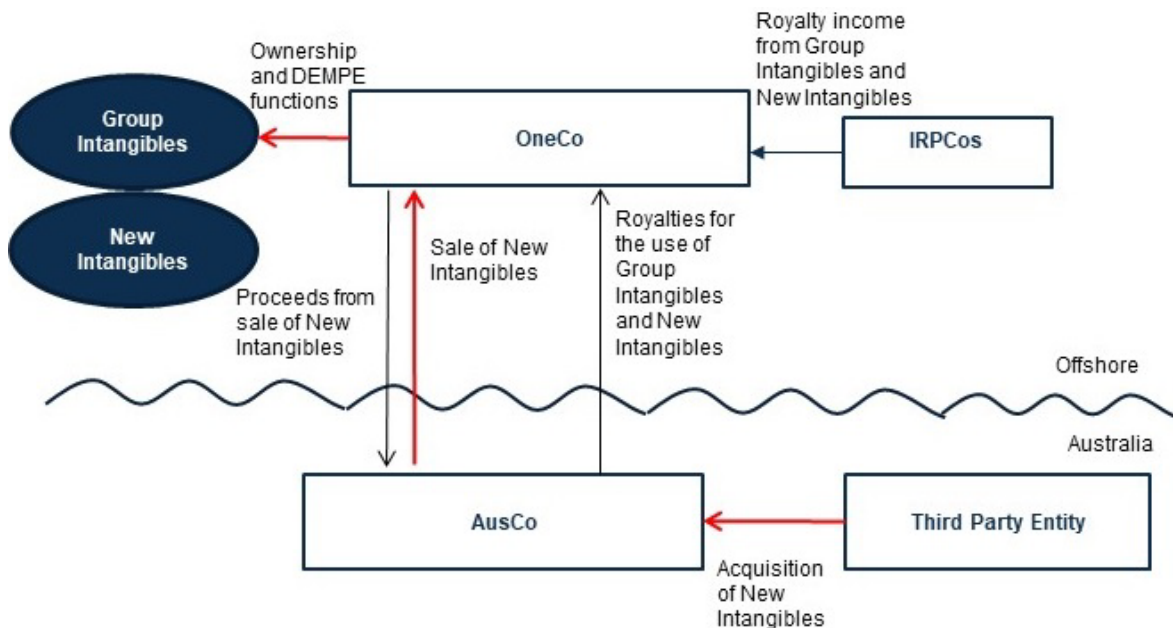 Royalty income
from Group
Intangibles and
New Intangibles
Ownership
and DEMPE
functions
Group
Intangibles
OneCo
IRPCos
New
Intangibles
Sale of New
Intangibles
Royalties for
the use of
Group
Intangibles
and New
Intangibles
Proceeds from
sale of New
Intangibles
Offshore
Australia
AusCo
Third Party Entity
Acquisition
of New
Intangibles